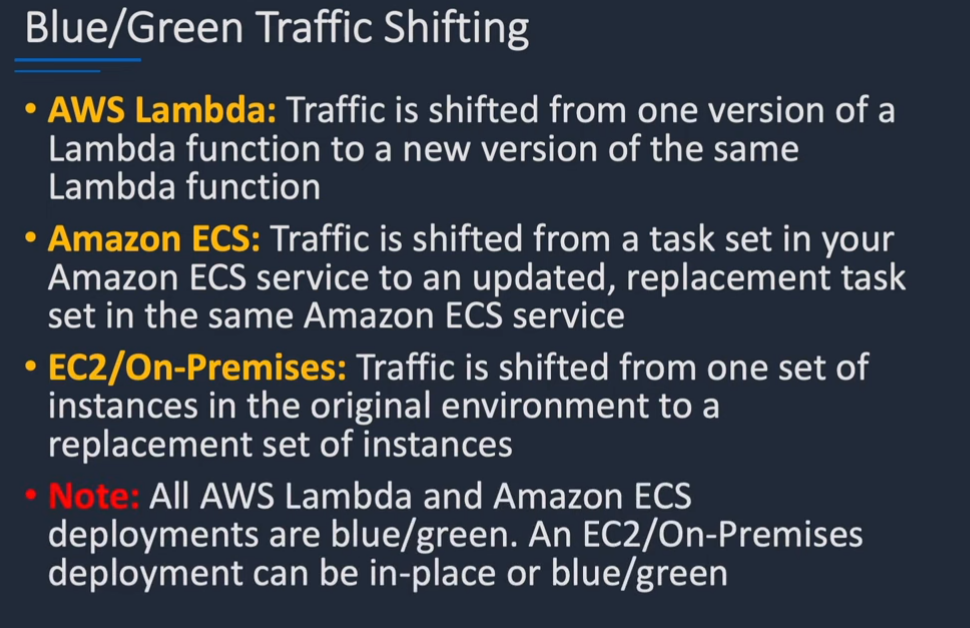 Blue/Green Traffic Shifting
• AWS Lambda: Traffic is shifted from one version of a
Lambda function to a new version of the same
Lambda function
• Amazon ECS: Traffic is shifted from a task set in your
Amazon ECS service to an updated, replacement task
set in the same Amazon ECS service
• EC2/On-Premises: Traffic is shifted from one set of
instances in the original environment to a
replacement set of instances
• Note: All AWS Lambda and Amazon ECS
deployments are blue/green. An EC2/On-Premises
deployment can be in-place or blue/green